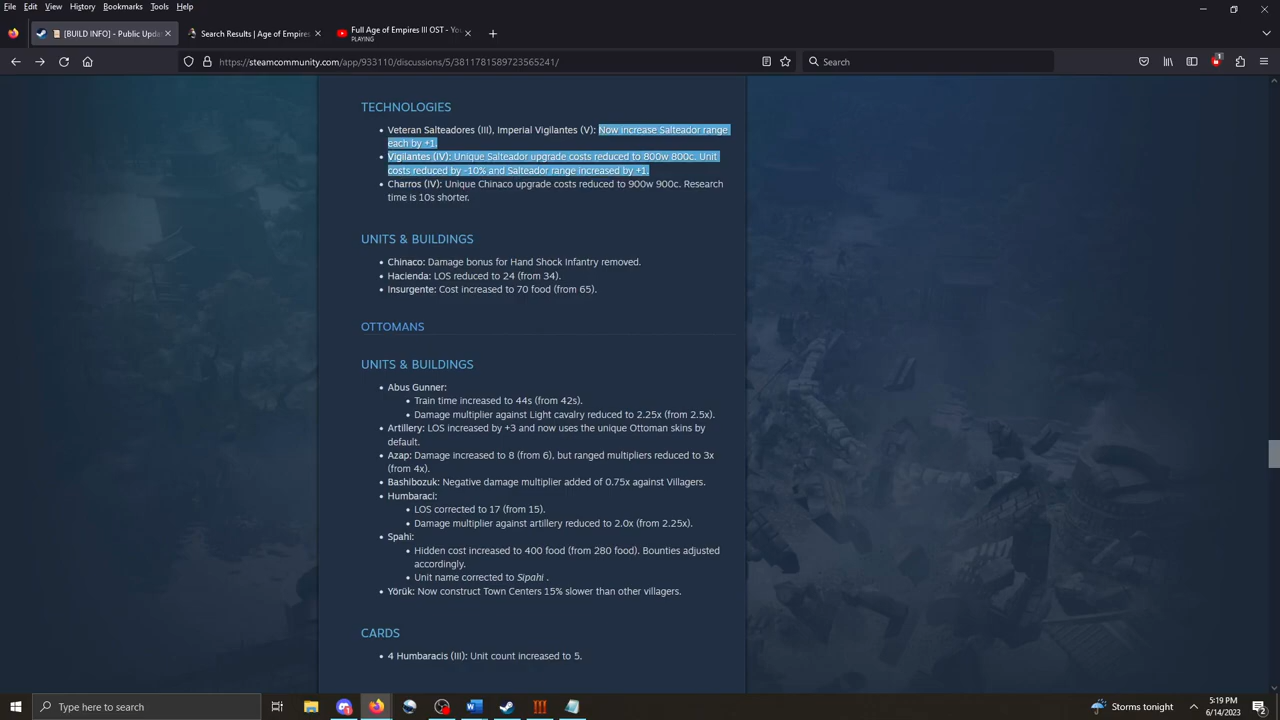 File Edit View History Bookmarks Tools Help
[BUILD INFO] - Public Upda
Search Results | Age of Empires
Full Age of Empires III OST - Yo
PLAYING
https://steamcommunity.com/app/933110/discussions/5/3811781589723565241/
Search
1
TECHNOLOGIES
Veteran Salteadores (III), Imperial Vigilantes (V): Now increase Salteador range
each by +1.
Vigilantes (IV): Unique Salteador upgrade costs reduced to 800w 800c. Unit
costs reduced by -10% and Salteador range increased by +1.
Charros (IV): Unique Chinaco upgrade costs reduced to 900w 900c. Research
time is 10s shorter.
UNITS & BUILDINGS
Chinaco: Damage bonus for Hand Shock Infantry removed.
Hacienda: LOS reduced to 24 (from 34).
Insurgente: Cost increased to 70 food (from 65).
OTTOMANS
UNITS & BUILDINGS
Abus Gunner:
Train time increased to 44s (from 42s).
Damage multiplier against Light cavalry reduced to 2.25x (from 2.5x).
Artillery: LOS increased by +3 and now uses the unique Ottoman skins by
default.
Azap: Damage increased to 8 (from 6), but ranged multipliers reduced to 3x
(from 4x).
Bashibozuk: Negative damage multiplier added of 0.75x against Villagers.
Humbaraci:
LOS corrected to 17 (from 15).
Damage multiplier against artillery reduced to 2.0x (from 2.25x).
Spahi:
Hidden cost increased to 400 food (from 280 food). Bounties adjusted
accordingly.
Unit name corrected to Sipahi .
Yörük: Now construct Town Centers 15% slower than other villagers.
CARDS
4 Humbaracis (III): Unit count increased to 5.
Type here to search
Storms tonight
5:19 PM
6/14/2023